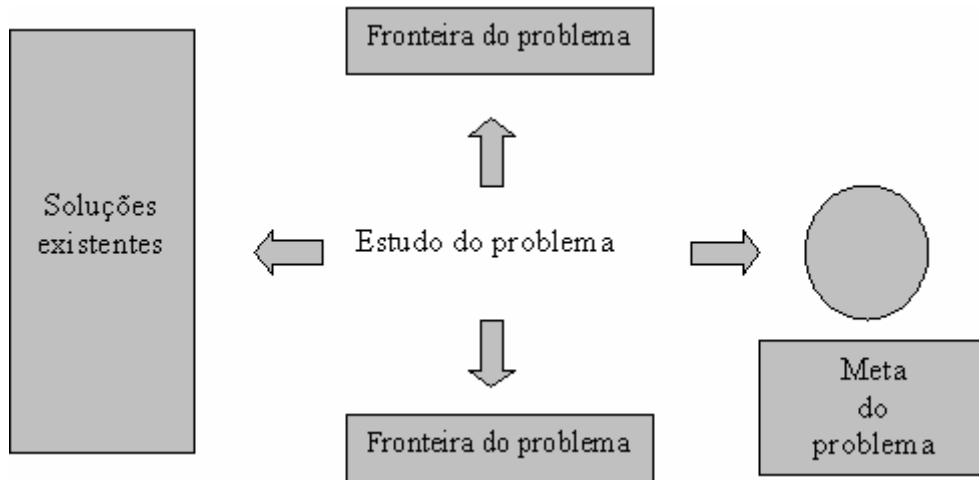 Fronteira do problema
Soluções
existentes
Estudo do problema
Meta
do
problema
Fronteira do problema